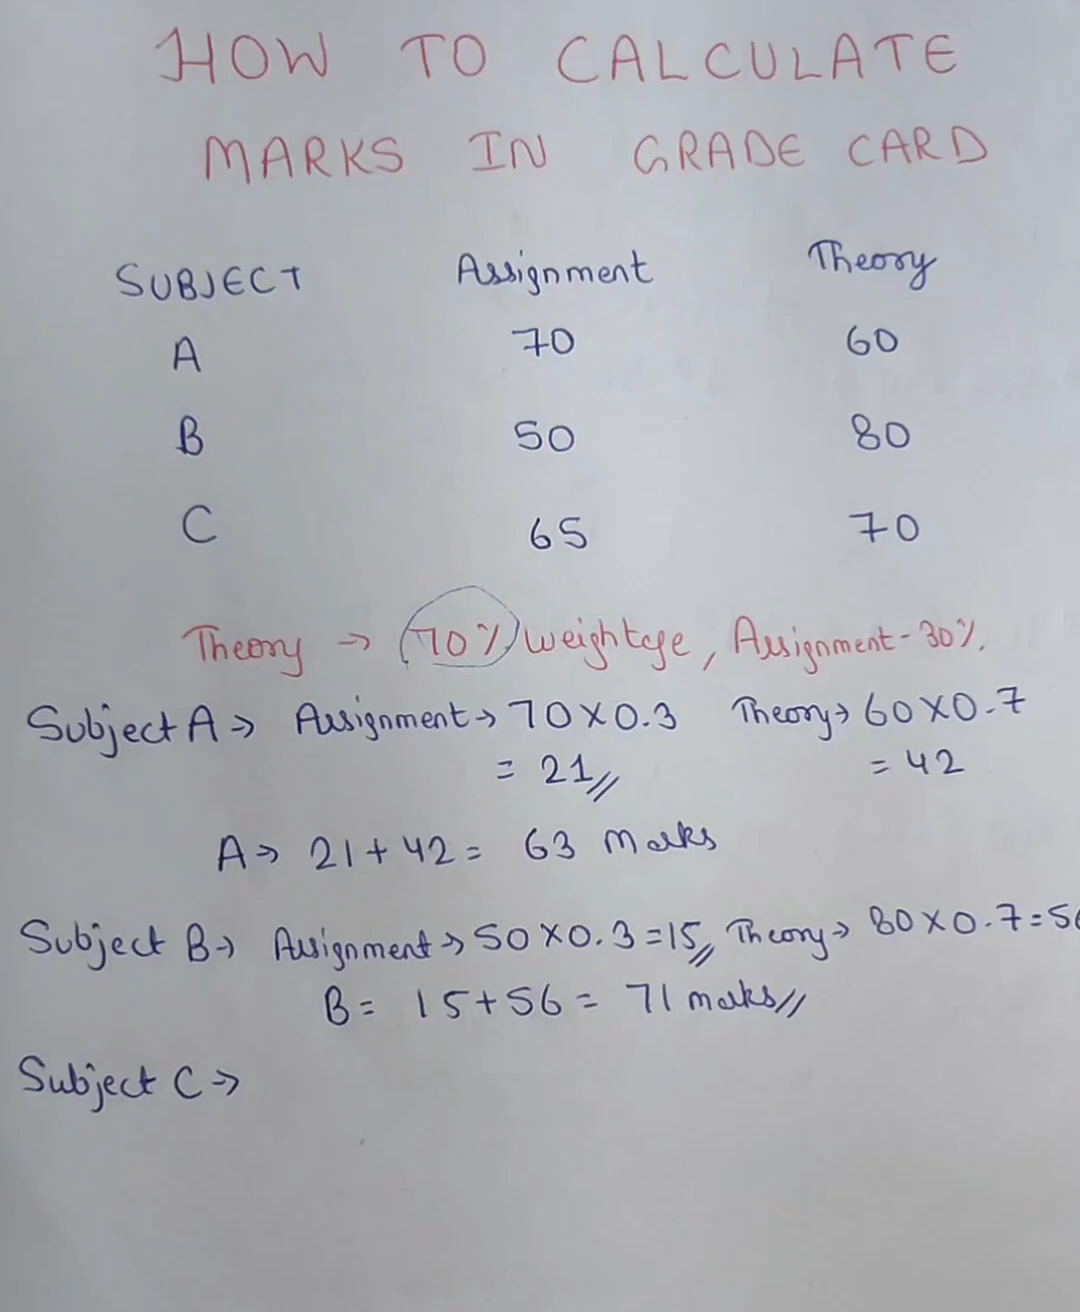 HOW TO CALCULATE
MARKS IN GRADE CARD
SUBJECT Assignment Theory
A 70 60
B 50 80
C 65 70
Theory → 70% weightage, Assignment - 30%.
Subject A → Assignment → 70 X 0.3 Theory → 60 X 0.7
= 21 = 42
A → 21 + 42 = 63 Marks
Subject B → Assignment → 50 X 0.3 = 15, Theory → 80 X 0.7 = 56
B = 15 + 56 = 71 marks
Subject C →